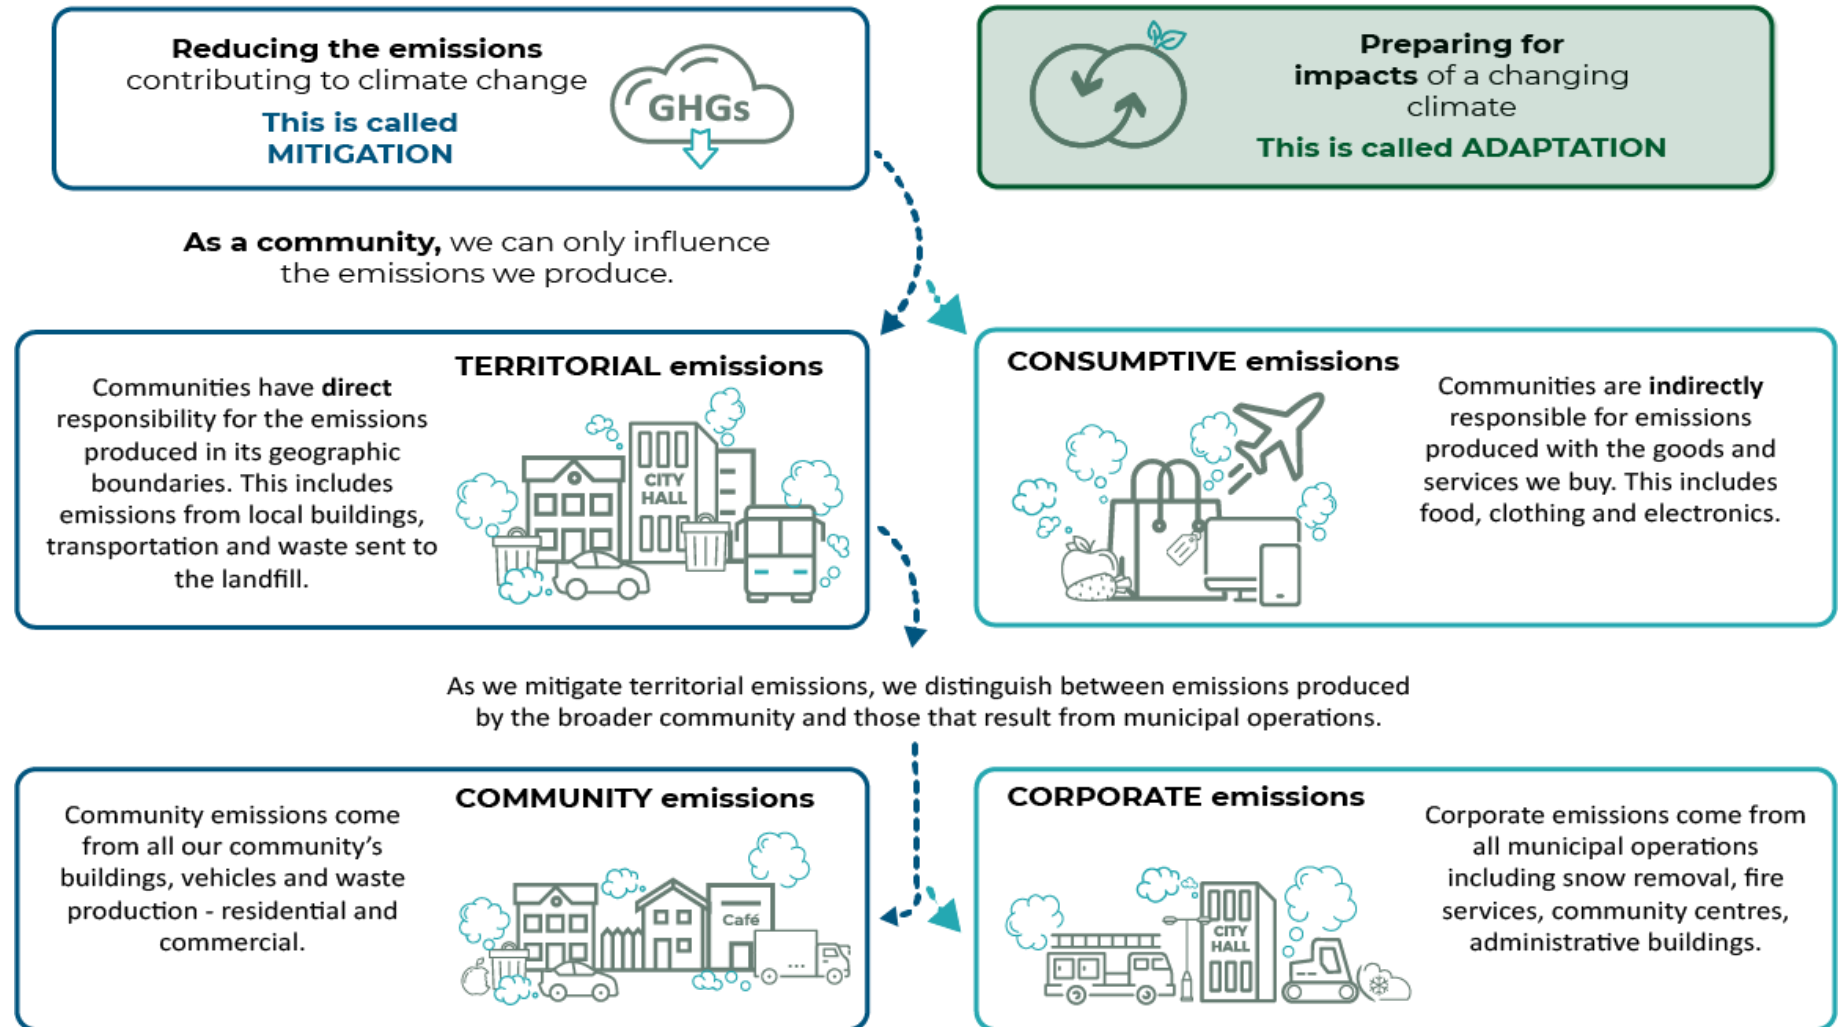 Reducing the emissions
contributing to climate change
This is called
MITIGATION
GHGs
Preparing for
impacts of a changing
climate
This is called ADAPTATION
As a community, we can only influence
the emissions we produce.
TERRITORIAL emissions
Communities have direct
responsibility for the emissions
produced in its geographic
boundaries. This includes
emissions from local buildings,
transportation and waste sent to
the landfill.
CITY
HALL
CONSUMPTIVE emissions
Communities are indirectly
responsible for emissions
produced with the goods and
services we buy. This includes
food, clothing and electronics.
As we mitigate territorial emissions, we distinguish between emissions produced
by the broader community and those that result from municipal operations.
COMMUNITY emissions
Community emissions come
from all our community’s
buildings, vehicles and waste
production - residential and
commercial.
Café
CORPORATE emissions
Corporate emissions come from
all municipal operations
including snow removal, fire
services, community centres,
administrative buildings.
CITY
HALL